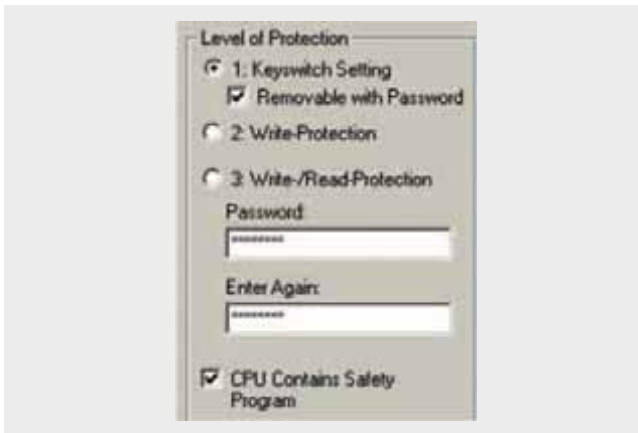 Level of Protection
1: Keyswitch Setting
Removable with Password
2: Write-Protection
3: Write-/Read-Protection
Password:
********
Enter Again:
********
CPU Contains Safety
Program